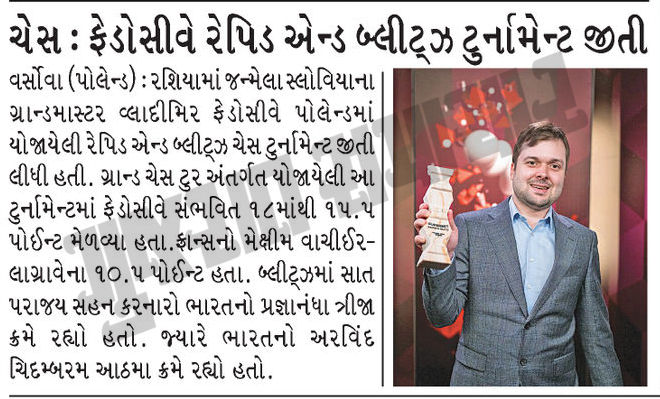 ચેસ : ફેડોસીવે રેપિડ એન્ડ બ્લીટ્ઝ ટુર્નામેન્ટ જીતી
વર્સોવા (પોલેન્ડ) : રશિયામાં જન્મેલા સ્લોવિયાના
ગ્રાન્ડમાસ્ટર વ્લાદીમિર ફેડોસીવે પોલેન્ડમાં
યોજાયેલી રેપિડ એન્ડ બ્લીટ્ઝ ચેસ ટુર્નામેન્ટ જીતી
લીધી હતી. ગ્રાન્ડ ચેસ ટુર અંતર્ગત યોજાયેલી આ
ટુર્નામેન્ટમાં ફેડોસીવે સંભવિત ૧૮માંથી ૧૫.૫
પોઈન્ટ મેળવ્યા હતા.ફ્રાન્સનો મેક્ષીમ વાચીઈર-
લાગ્રાવેના ૧૦.૫ પોઈન્ટ હતા. બ્લીટ્ઝમાં સાત
પરાજય સહન કરનારો ભારતનો પ્રજ્ઞાનંધા ત્રીજા
ક્રમે રહ્યો હતો. જ્યારે ભારતનો અરવિંદ
ચિદમ્બરમ આઠમા ક્રમે રહ્યો હતો.